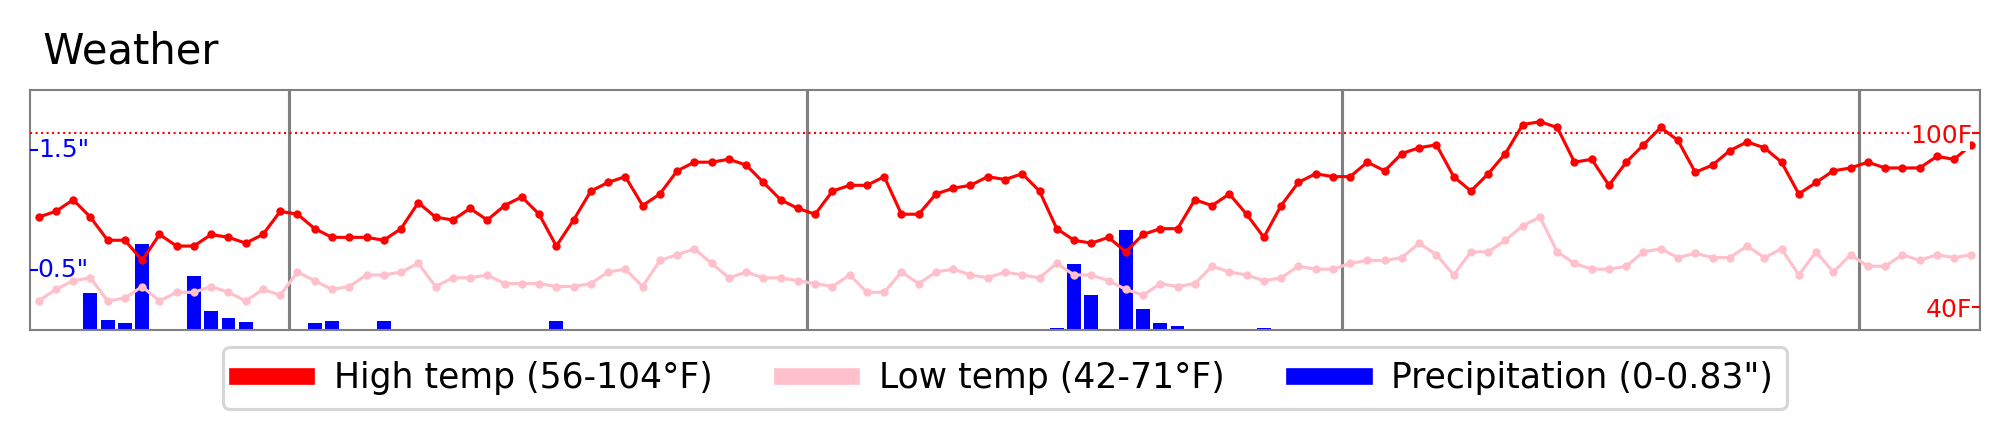 Weather
1.5"
100F
0.5"
40F
High temp (56-104°F) Low temp (42-71°F) Precipitation (0-0.83")